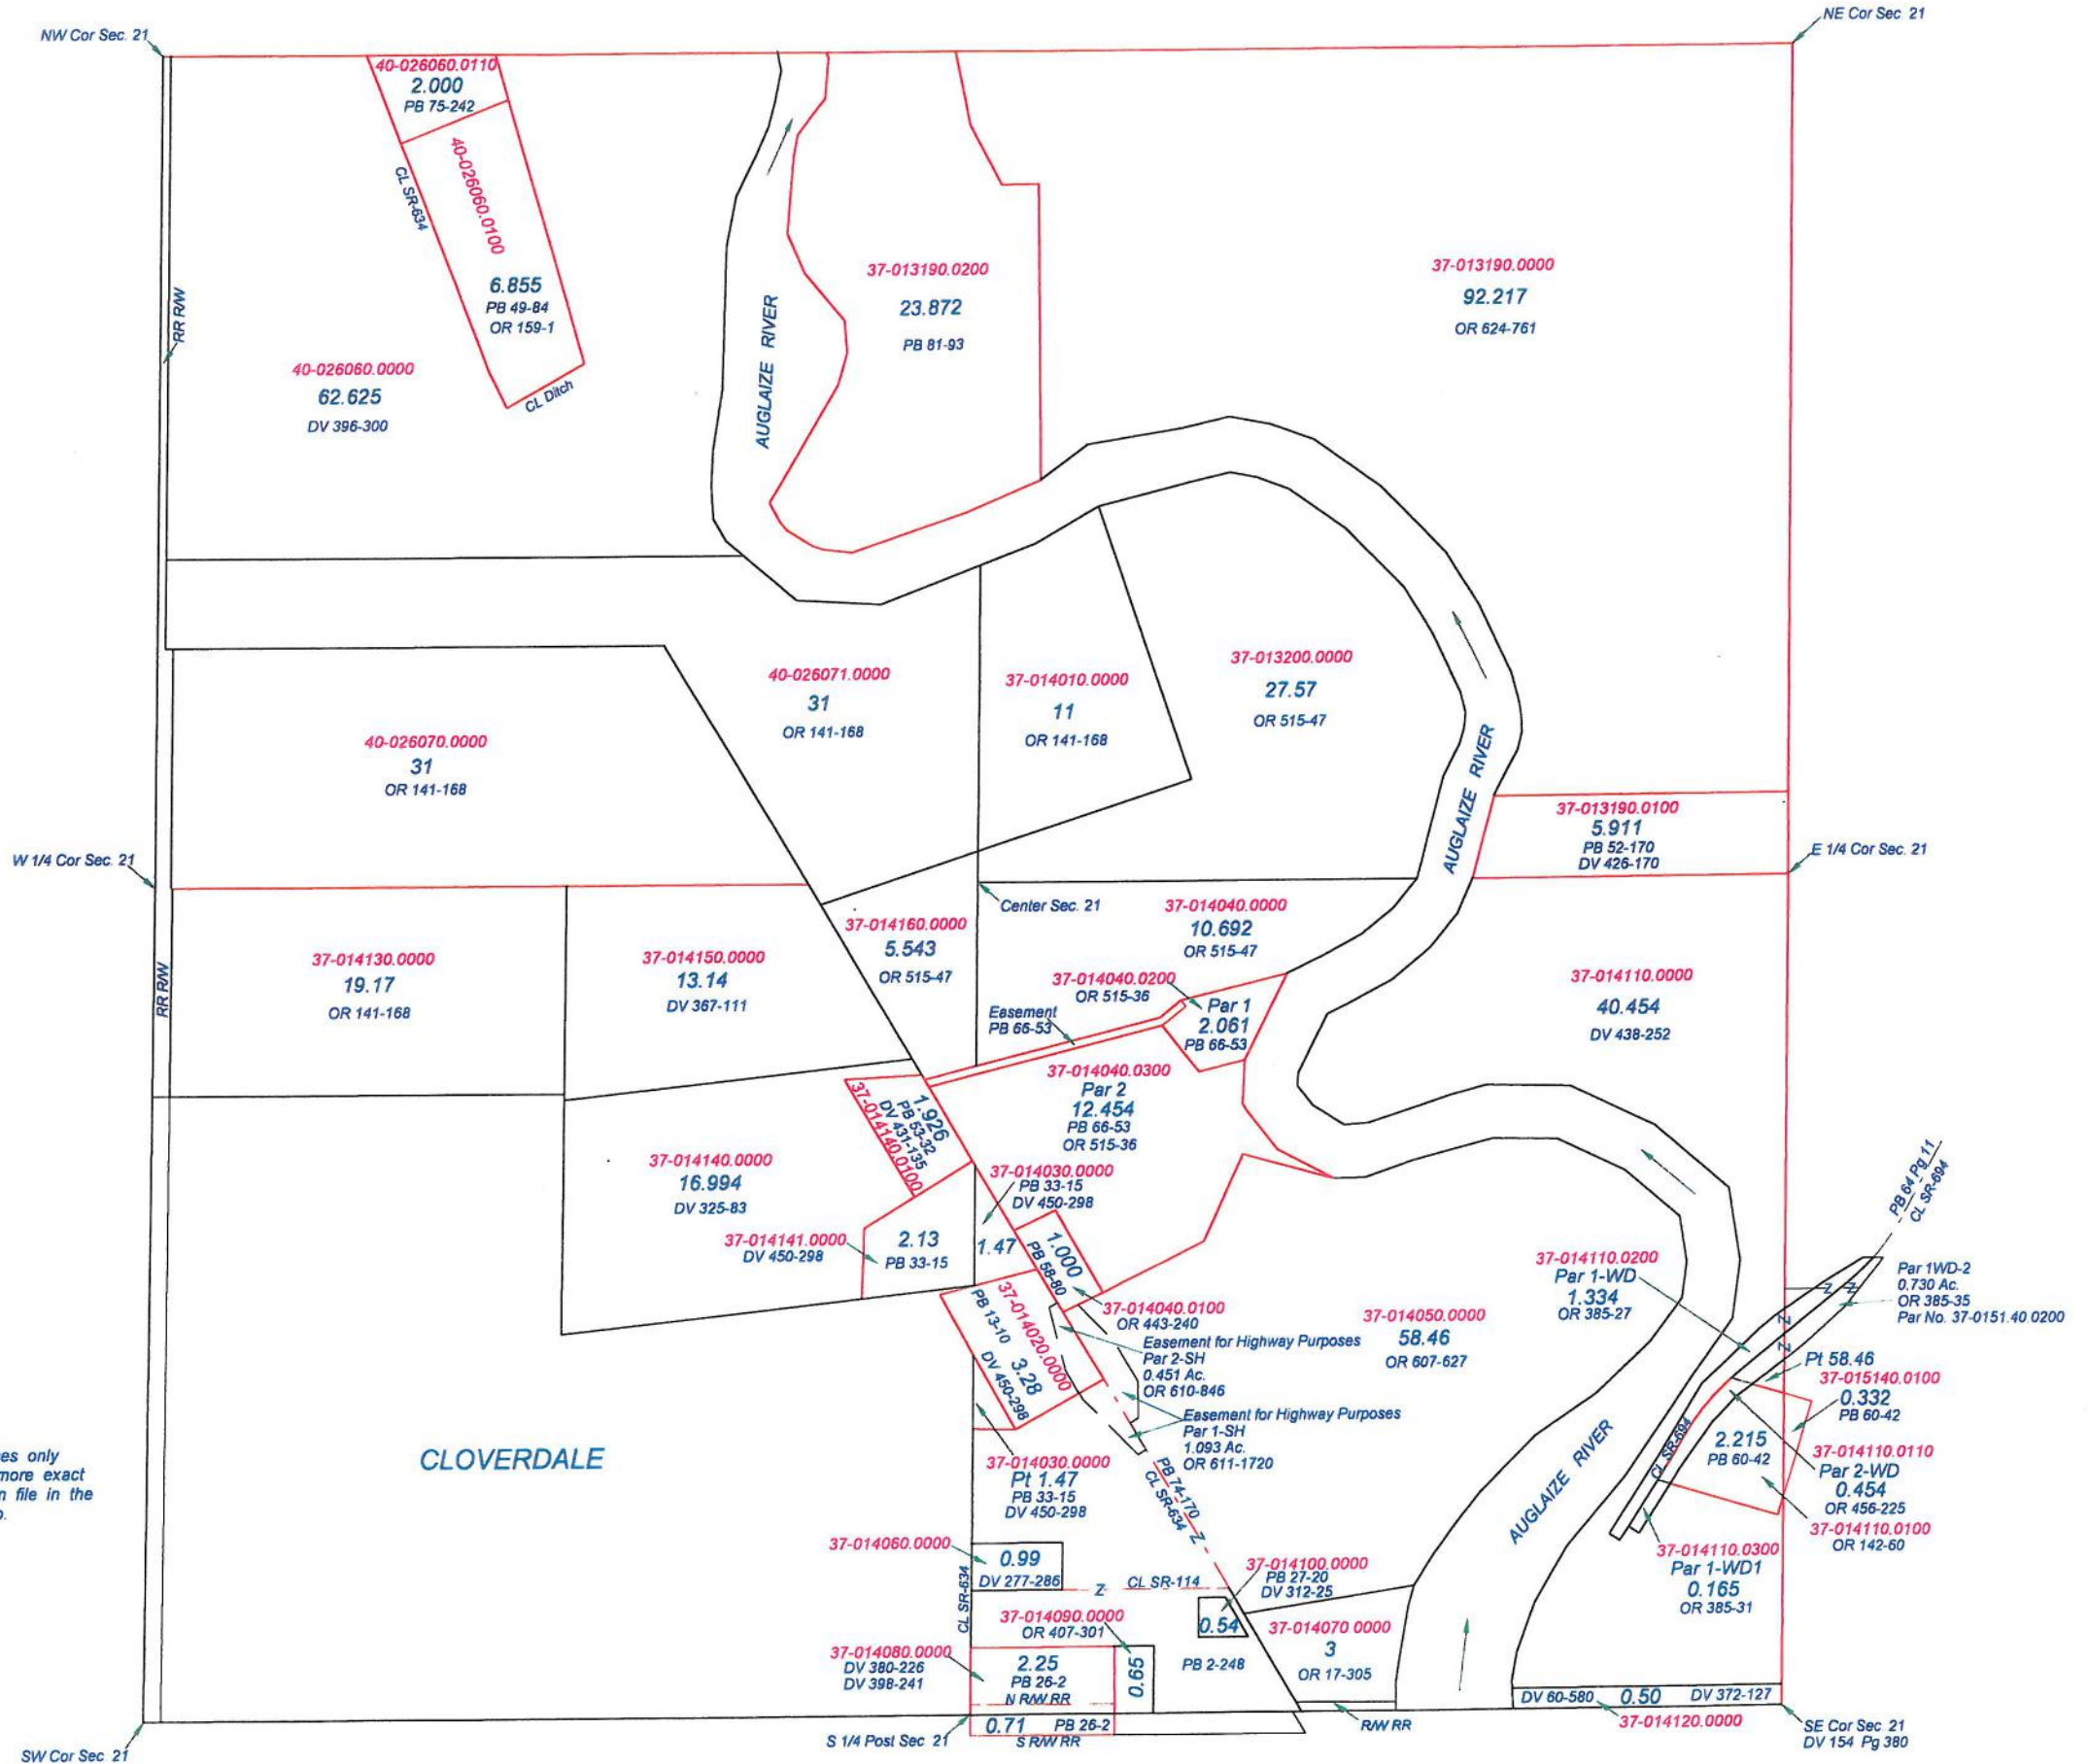 NW Cor Sec. 21
NE Cor Sec 21
40-026060.0110
2.000
PB 75-242
40-026060.0100
CL SR-634
6.855
PB 49-84
OR 159-1
CL Ditch
RR R/W
40-026060.0000
62.625
DV 396-300
AUGLAIZE RIVER
37-013190.0200
23.872
PB 81-93
37-013190.0000
92.217
OR 624-761
40-026071.0000
31
OR 141-168
37-014010.0000
11
OR 141-168
37-013200.0000
27.57
OR 515-47
40-026070.0000
31
OR 141-168
AUGLAIZE RIVER
37-013190.0100
5.911
PB 52-170
DV 426-170
W 1/4 Cor Sec. 21
E 1/4 Cor Sec. 21
Center Sec. 21
37-014040.0000
10.692
OR 515-47
37-014160.0000
5.543
OR 515-47
37-014130.0000
19.17
OR 141-168
37-014150.0000
13.14
DV 367-111
RR R/W
37-014040.0200
OR 515-36
Easement
PB 66-53
Par 1
2.061
PB 66-53
37-014110.0000
40.454
DV 438-252
37-014040.0300
Par 2
12.454
PB 66-53
OR 515-36
1.926
PB 53-32
DV 431-135
37-014140.0100
37-014140.0000
16.994
DV 325-83
37-014030.0000
PB 33-15
DV 450-298
1.47
37-014141.0000
DV 450-298
2.13
PB 33-15
1.000
PB 58-80
37-014040.0100
OR 443-240
37-014020.0000
PB 13-10 3.28
DV 450-298
Easement for Highway Purposes
Par 2-SH
0.451 Ac.
OR 610-846
Easement for Highway Purposes
Par 1-SH
1.093 Ac.
OR 611-1720
37-014050.0000
58.46
OR 607-627
37-014110.0200
Par 1-WD
1.334
OR 385-27
PB 64 Pg 11
CL SR-694
Par 1WD-2
0.730 Ac.
OR 385-35
Par No. 37-0151.40.0200
Z Z
Z
Z
Pt 58.46
37-015140.0100
0.332
PB 60-42
2.215
PB 60-42
CL SR-694
37-014110.0110
Par 2-WD
0.454
OR 456-225
37-014110.0100
OR 142-60
37-014110.0300
Par 1-WD1
0.165
OR 385-31
AUGLAIZE RIVER
CLOVERDALE
es only
more exact
n file in the
o.
37-014030.0000
Pt 1.47
PB 33-15
DV 450-298
PB 74-170
CL SR-634 Z
37-014060.0000
0.99
DV 277-286
CL SR-634
Z CL SR-114
37-014100.0000
PB 27-20
DV 312-25
0.54
37-014090.0000
OR 407-301
37-014070 0000
3
OR 17-305
37-014080.0000
DV 380-226
DV 398-241
2.25
PB 26-2
N R/W RR
0.65
PB 2-248
DV 60-580 0.50 DV 372-127
37-014120.0000
0.71 PB 26-2
S R/W RR
R/W RR
S 1/4 Post Sec 21
SW Cor Sec 21
SE Cor Sec 21
DV 154 Pg 380